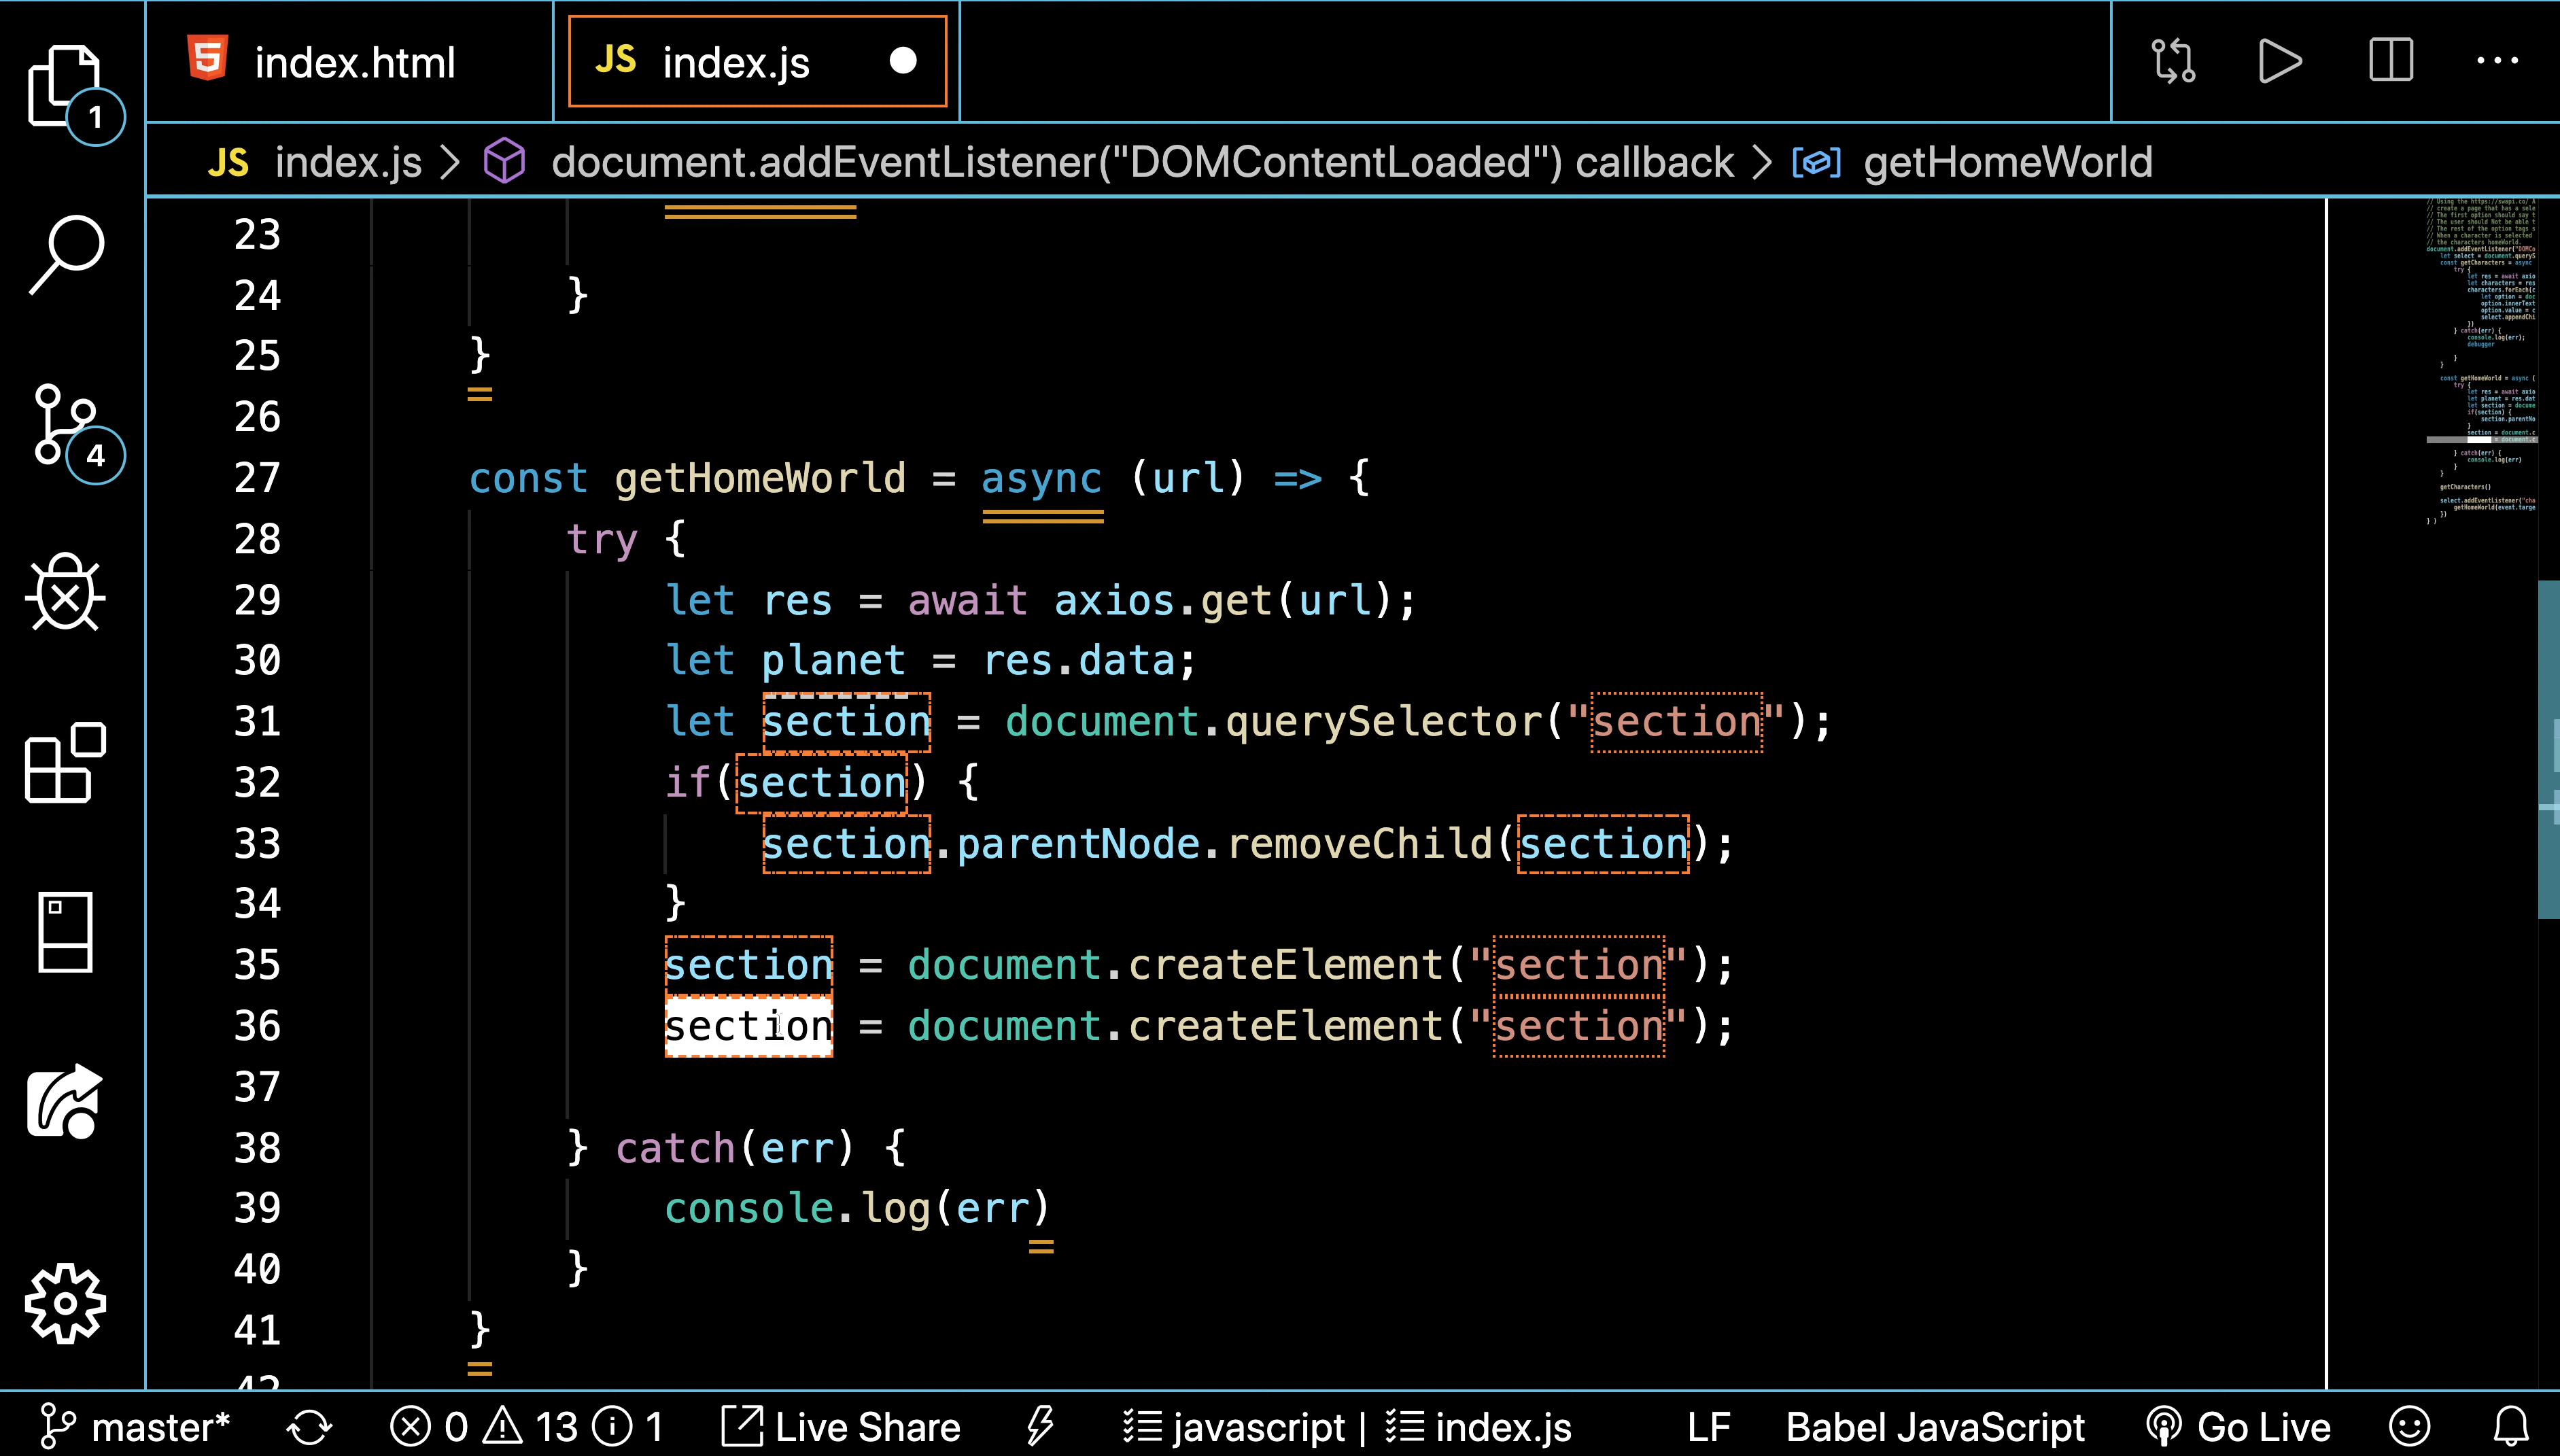 index.html
JS index.js
1
JS index.js > document.addEventListener("DOMContentLoaded") callback > getHomeWorld
23
24 }
25 }
26
27 const getHomeWorld = async (url) => {
28 try {
29 let res = await axios.get(url);
30 let planet = res.data;
31 let section = document.querySelector("section");
32 if(section) {
33 section.parentNode.removeChild(section);
34 }
35 section = document.createElement("section");
36 section = document.createElement("section");
37
38 } catch(err) {
39 console.log(err)
40 }
41 }
42
4
master* 0 13 1 Live Share javascript | index.js LF Babel JavaScript Go Live